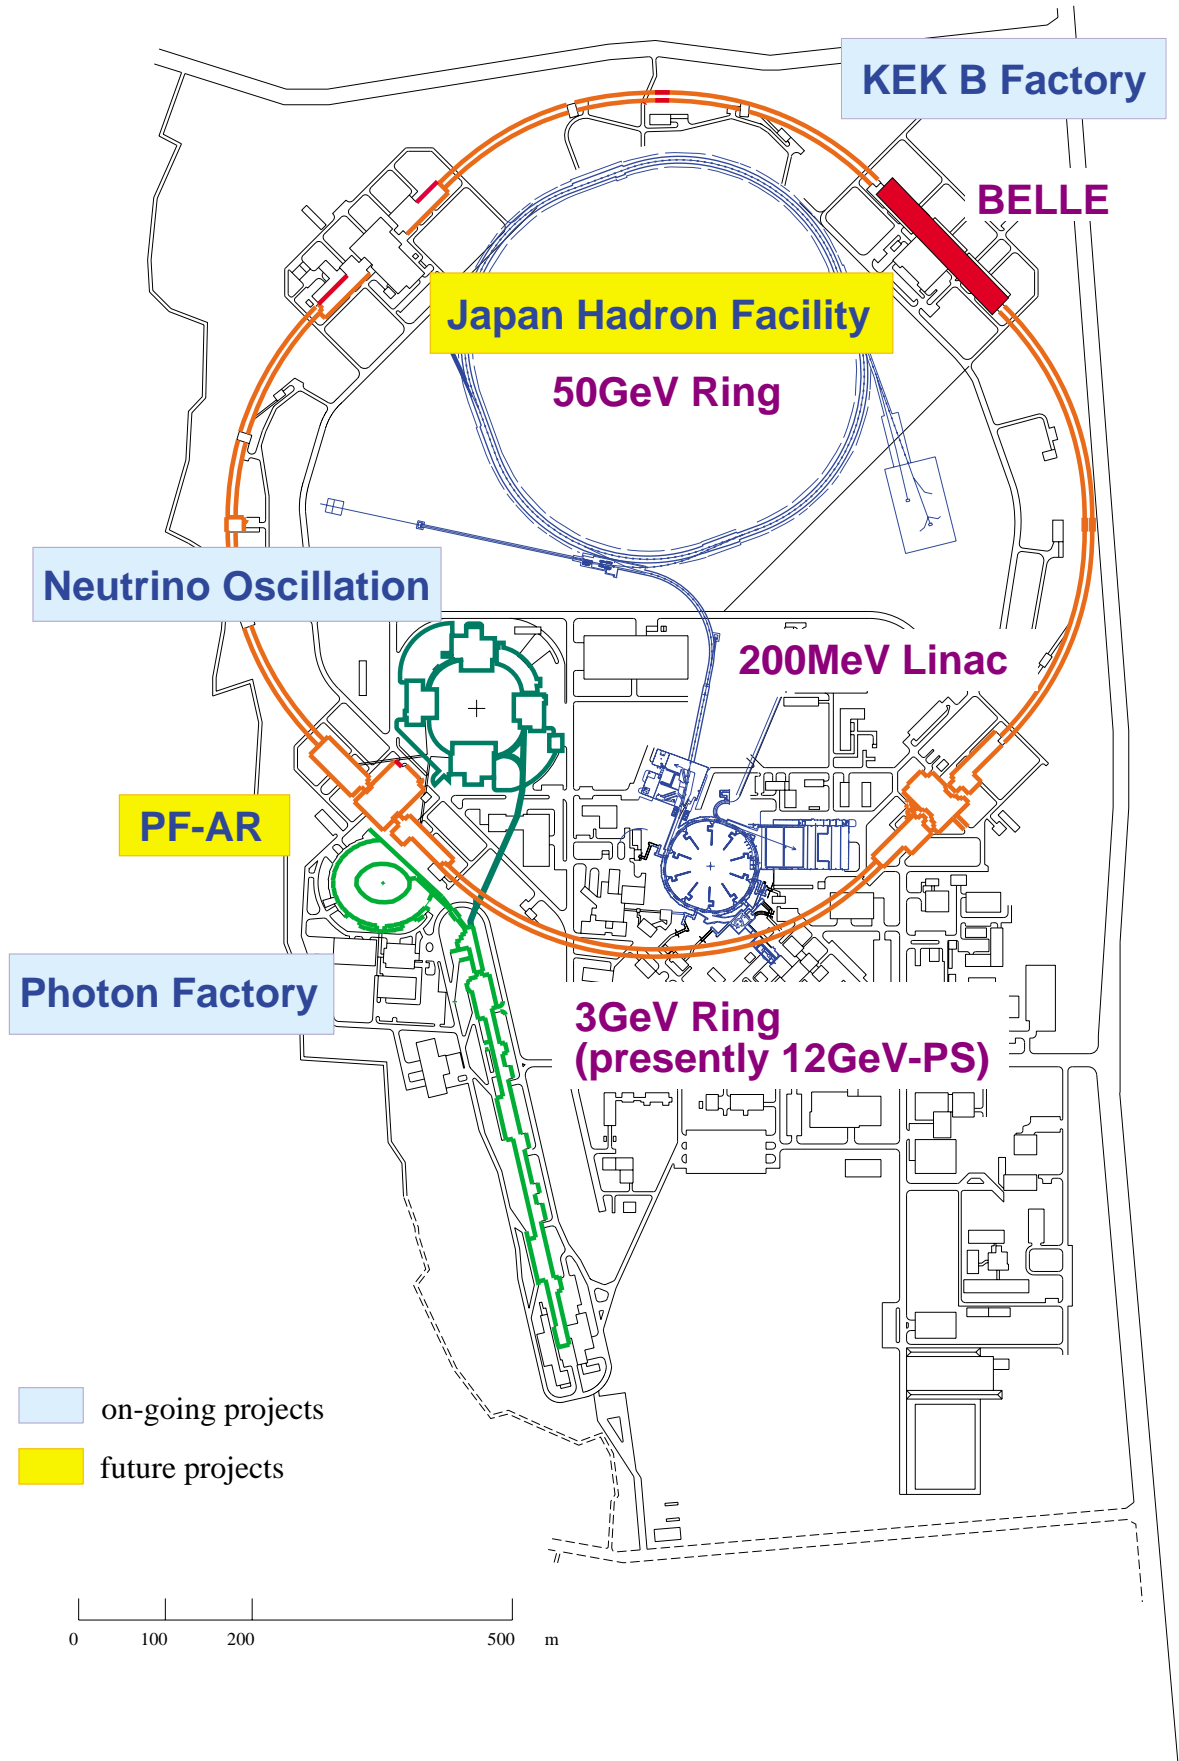 KEK B Factory
BELLE
Japan Hadron Facility
50GeV Ring
Neutrino Oscillation
200MeV Linac
PF-AR
Photon Factory
3GeV Ring
(presently 12GeV-PS)
on-going projects
future projects
0 100 200 500 m